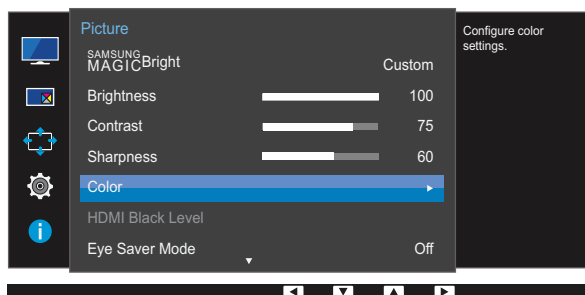 Picture
SAMSUNG
MAGICBright Custom
Brightness 100
Contrast 75
Sharpness 60
Color
HDMI Black Level
Eye Saver Mode Off
Configure color
settings.